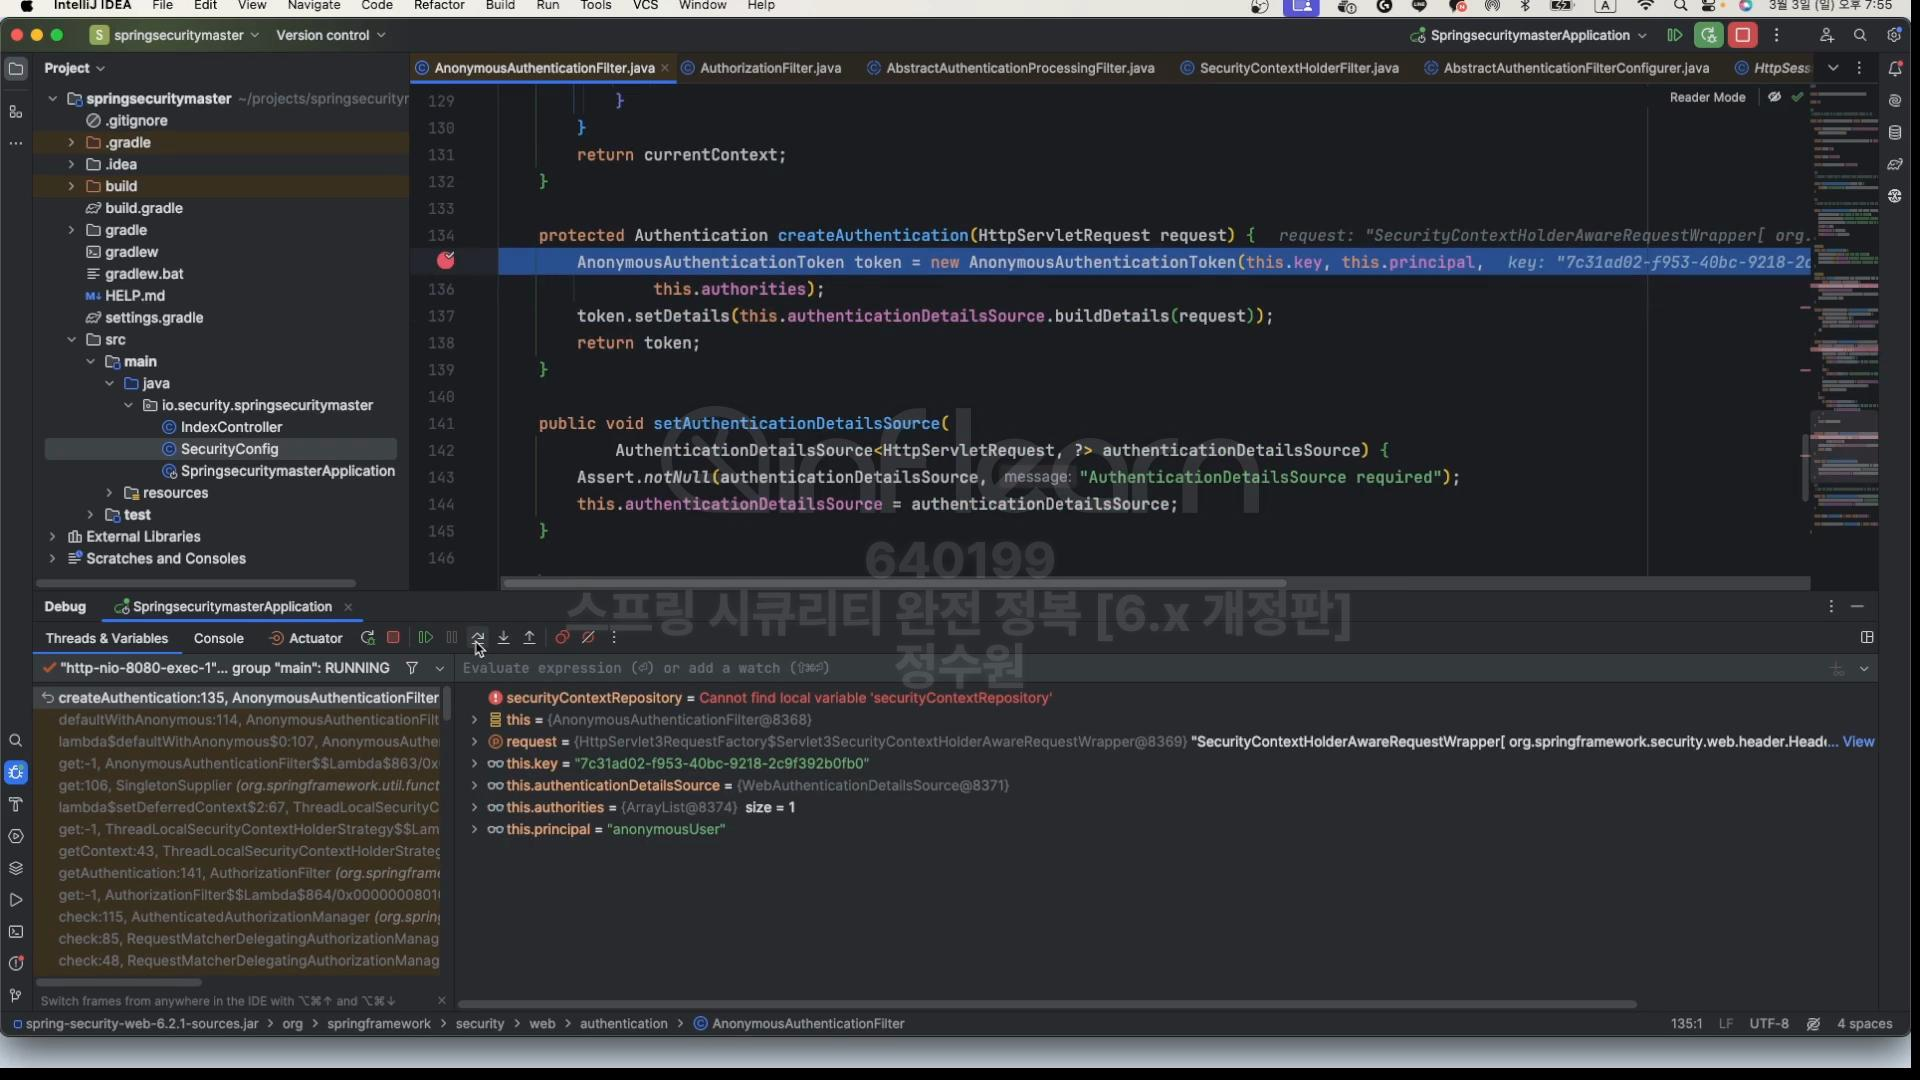 IntelliJ IDEA File Edit View Navigate Code Refactor Build Run Tools VCS Window Help
3월 3일 (일) 오후 7:55
S springsecuritymaster Version control
SpringsecuritymasterApplication
Project
AnonymousAuthenticationFilter.java AuthorizationFilter.java AbstractAuthenticationProcessingFilter.java SecurityContextHolderFilter.java AbstractAuthenticationFilterConfigurer.java HttpSess
Reader Mode
springsecuritymaster ~/projects/springsecurityr
.gitignore
.gradle
.idea
build
build.gradle
gradle
gradlew
gradlew.bat
HELP.md
settings.gradle
src
main
java
io.security.springsecuritymaster
IndexController
SecurityConfig
SpringsecuritymasterApplication
resources
test
External Libraries
Scratches and Consoles
129 }
130 }
131 return currentContext;
132 }
133
134 protected Authentication createAuthentication(HttpServletRequest request) { request: "SecurityContextHolderAwareRequestWrapper[ org.
AnonymousAuthenticationToken token = new AnonymousAuthenticationToken(this.key, this.principal, key: "7c31ad02-f953-40bc-9218-2c
136 this.authorities);
137 token.setDetails(this.authenticationDetailsSource.buildDetails(request));
138 return token;
139 }
140
141 public void setAuthenticationDetailsSource(
142 AuthenticationDetailsSource<HttpServletRequest, ?> authenticationDetailsSource) {
143 Assert.notNull(authenticationDetailsSource, message: "AuthenticationDetailsSource required");
144 this.authenticationDetailsSource = authenticationDetailsSource;
145 }
146
inflearn
640199
스프링 시큐리티 완전 정복 [6.x 개정판]
정수원
Debug SpringsecuritymasterApplication
Threads & Variables Console Actuator
"http-nio-8080-exec-1"... group "main": RUNNING
Evaluate expression (⏎) or add a watch (⇧⌘⏎)
createAuthentication:135, AnonymousAuthenticationFilter
defaultWithAnonymous:114, AnonymousAuthenticationFilt
lambda$defaultWithAnonymous$0:107, AnonymousAuthe
get:-1, AnonymousAuthenticationFilter$$Lambda$863/0x
get:106, SingletonSupplier (org.springframework.util.funct
lambda$setDeferredContext$2:67, ThreadLocalSecurityC
get:-1, ThreadLocalSecurityContextHolderStrategy$$Lam
getContext:43, ThreadLocalSecurityContextHolderStrateg
getAuthentication:141, AuthorizationFilter (org.springframe
get:-1, AuthorizationFilter$$Lambda$864/0x0000000801
check:115, AuthenticatedAuthorizationManager (org.spring
check:85, RequestMatcherDelegatingAuthorizationManag
check:48, RequestMatcherDelegatingAuthorizationManag
Switch frames from anywhere in the IDE with ⌥⌘↑ and ⌥⌘↓
securityContextRepository = Cannot find local variable 'securityContextRepository'
this = {AnonymousAuthenticationFilter@8368}
request = {HttpServlet3RequestFactory$Servlet3SecurityContextHolderAwareRequestWrapper@8369} "SecurityContextHolderAwareRequestWrapper[ org.springframework.security.web.header.Heade... View
this.key = "7c31ad02-f953-40bc-9218-2c9f392b0fb0"
this.authenticationDetailsSource = {WebAuthenticationDetailsSource@8371}
this.authorities = {ArrayList@8374} size = 1
this.principal = "anonymousUser"
spring-security-web-6.2.1-sources.jar > org > springframework > security > web > authentication > AnonymousAuthenticationFilter
135:1 LF UTF-8 4 spaces